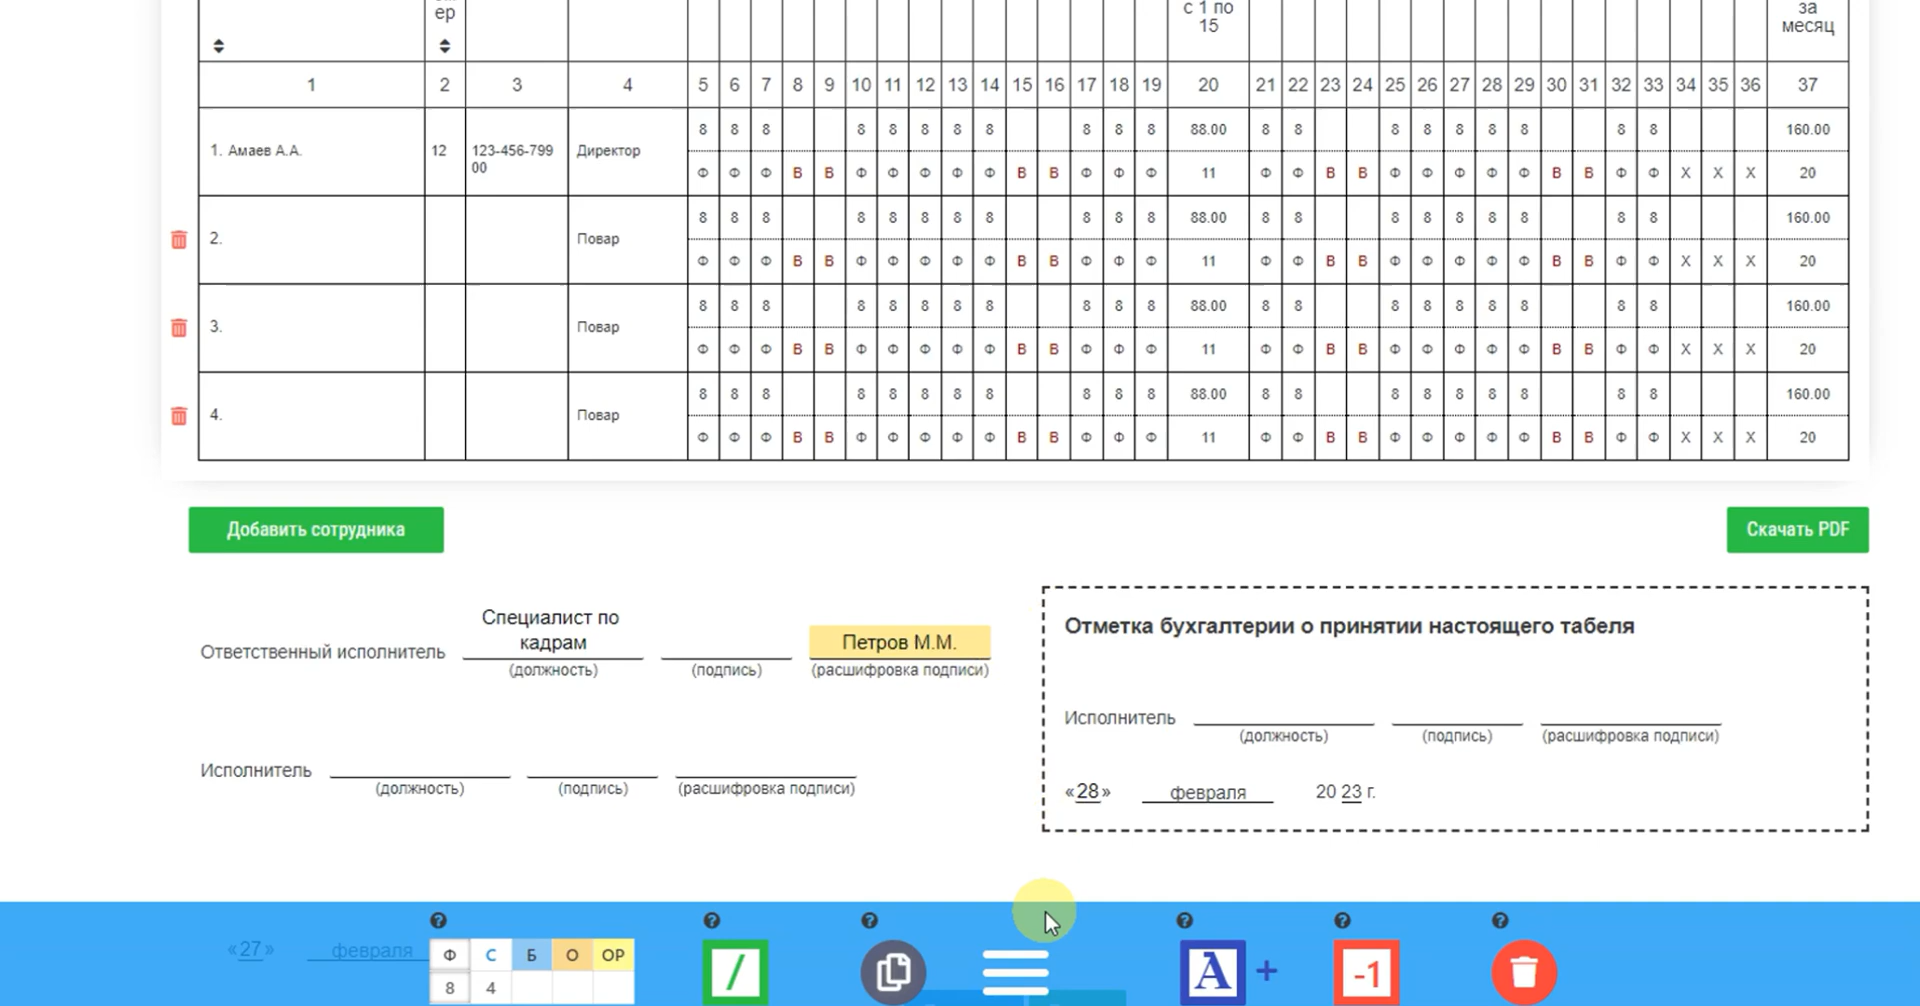 ер
с 1 по
15
за
месяц
1 2 3 4 5 6 7 8 9 10 11 12 13 14 15 16 17 18 19 20 21 22 23 24 25 26 27 28 29 30 31 32 33 34 35 36 37
8 8 8 8 8 8 8 8 8 8 8 88.00 8 8 8 8 8 8 8 8 8 160.00
1. Амаев А.А. 12 123-456-799 Директор
00
Ф Ф Ф В В Ф Ф Ф Ф Ф В В Ф Ф Ф 11 Ф Ф В В Ф Ф Ф Ф Ф В В Ф Ф Х Х Х 20
8 8 8 8 8 8 8 8 8 8 8 88.00 8 8 8 8 8 8 8 8 8 160.00
2. Повар
Ф Ф Ф В В Ф Ф Ф Ф Ф В В Ф Ф Ф 11 Ф Ф В В Ф Ф Ф Ф Ф В В Ф Ф Х Х Х 20
8 8 8 8 8 8 8 8 8 8 8 88.00 8 8 8 8 8 8 8 8 8 160.00
3. Повар
Ф Ф Ф В В Ф Ф Ф Ф Ф В В Ф Ф Ф 11 Ф Ф В В Ф Ф Ф Ф Ф В В Ф Ф Х Х Х 20
8 8 8 8 8 8 8 8 8 8 8 88.00 8 8 8 8 8 8 8 8 8 160.00
4. Повар
Ф Ф Ф В В Ф Ф Ф Ф Ф В В Ф Ф Ф 11 Ф Ф В В Ф Ф Ф Ф Ф В В Ф Ф Х Х Х 20
Добавить сотрудника Скачать PDF
Специалист по
Ответственный исполнитель кадрам Петров М.М.
(должность) (подпись) (расшифровка подписи)
Исполнитель
(должность) (подпись) (расшифровка подписи)
Отметка бухгалтерии о принятии настоящего табеля
Исполнитель
(должность) (подпись) (расшифровка подписи)
«28» февраля 20 23 г.
? ? ? ? ? ?
«27» февраля
Ф С Б О ОР
8 4
/ A + -1